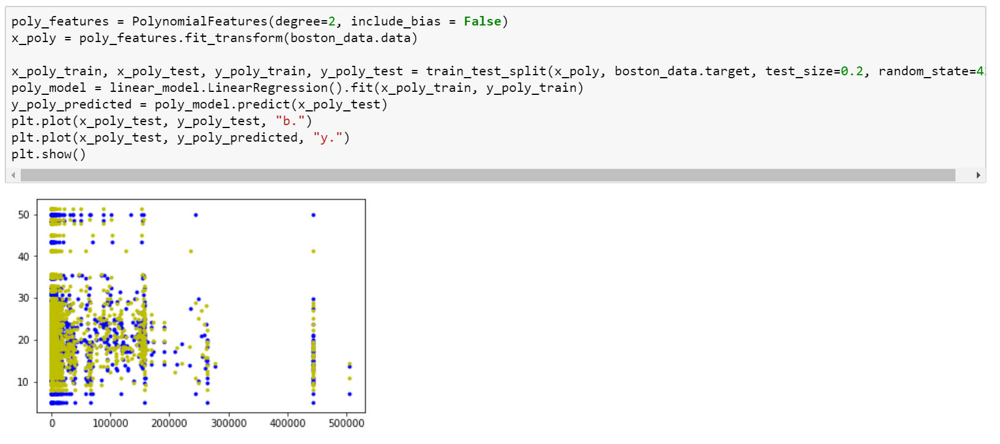 poly_features = PolynomialFeatures(degree=2, include_bias = False)
x_poly = poly_features.fit_transform(boston_data.data)
x_poly_train, x_poly_test, y_poly_train, y_poly_test = train_test_split(x_poly, boston_data.target, test_size=0.2, random_state=4
poly_model = linear_model.LinearRegression().fit(x_poly_train, y_poly_train)
y_poly_predicted = poly_model.predict(x_poly_test)
plt.plot(x_poly_test, y_poly_test, "b.")
plt.plot(x_poly_test, y_poly_predicted, "y.")
plt.show()
50
40
30
20
10
0 100000 200000 300000 400000 500000